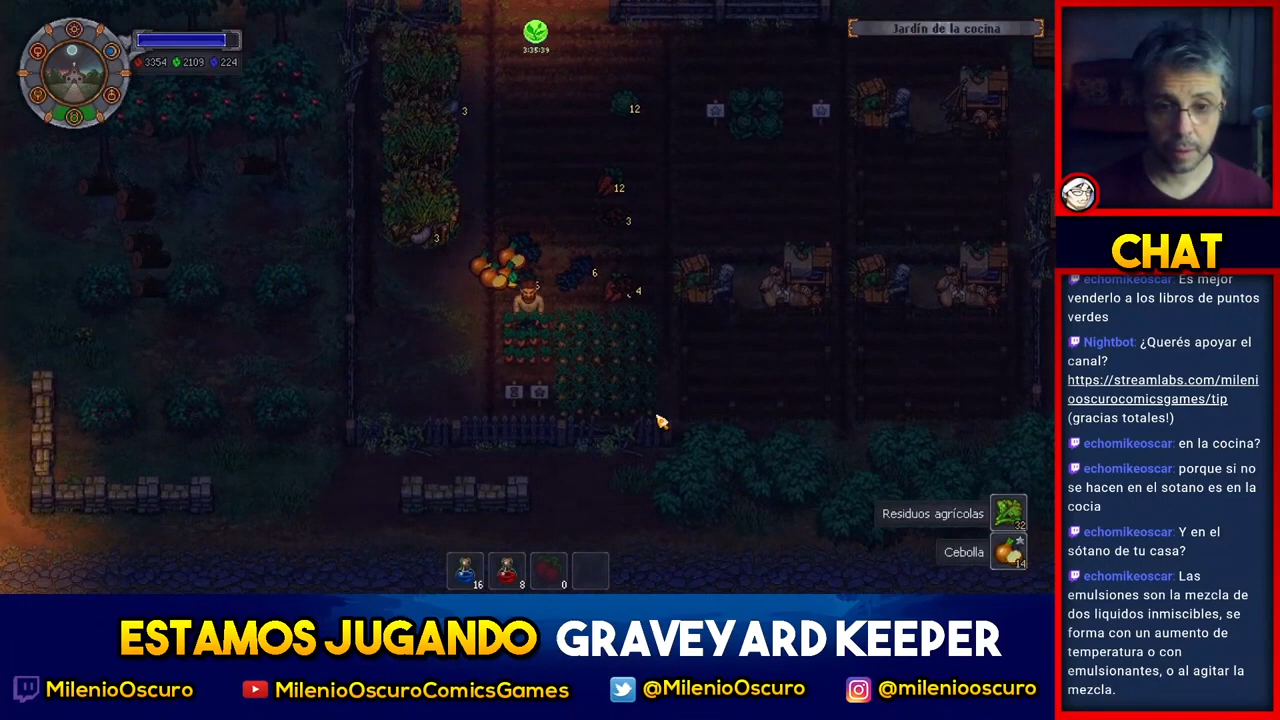 3:35:39
3354 2109 224
Jardín de la cocina
3
12
12
3
3
6
5
4
Residuos agrícolas
32
Cebolla
14
16
8
0
CHAT
echomikeoscar: Es mejor
venderlo a los libros de puntos
verdes
Nightbot: ¿Querés apoyar el
canal?
https://streamlabs.com/mileni
ooscurocomicsgames/tip
(gracias totales!)
echomikeoscar: en la cocina?
echomikeoscar: porque si no
se hacen en el sotano es en la
cocia
echomikeoscar: Y en el
sótano de tu casa?
echomikeoscar: Las
emulsiones son la mezcla de
dos liquidos inmiscibles, se
forma con un aumento de
temperatura o con
emulsionantes, o al agitar la
mezcla.
ESTAMOS JUGANDO GRAVEYARD KEEPER
MilenioOscuro MilenioOscuroComicsGames @MilenioOscuro @mileniooscuro